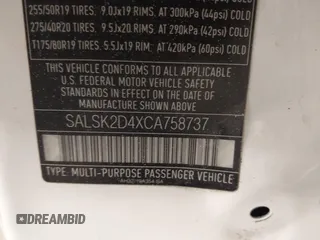 255/50R19 TIRES. 9.0Jx19 RIMS. AT 300kPa (44psi) COLD
275/40R20 TIRES. 9.5Jx20 RIMS. AT 290kPa (42psi) COLD
T175/80R19 TIRES. 5.5Jx19 RIM: AT 420kPa (60psi) COLD
THIS VEHICLE CONFORMS TO ALL APPLICABLE
U.S. FEDERAL MOTOR VEHICLE SAFETY
STANDARDS IN EFFECT ON THE DATE OF
MANUFACTURE SHOWN ABOVE.
SALSK2D4XCA758737
TYPE: MULTI-PURPOSE PASSENGER VEHICLE
DREAMBID